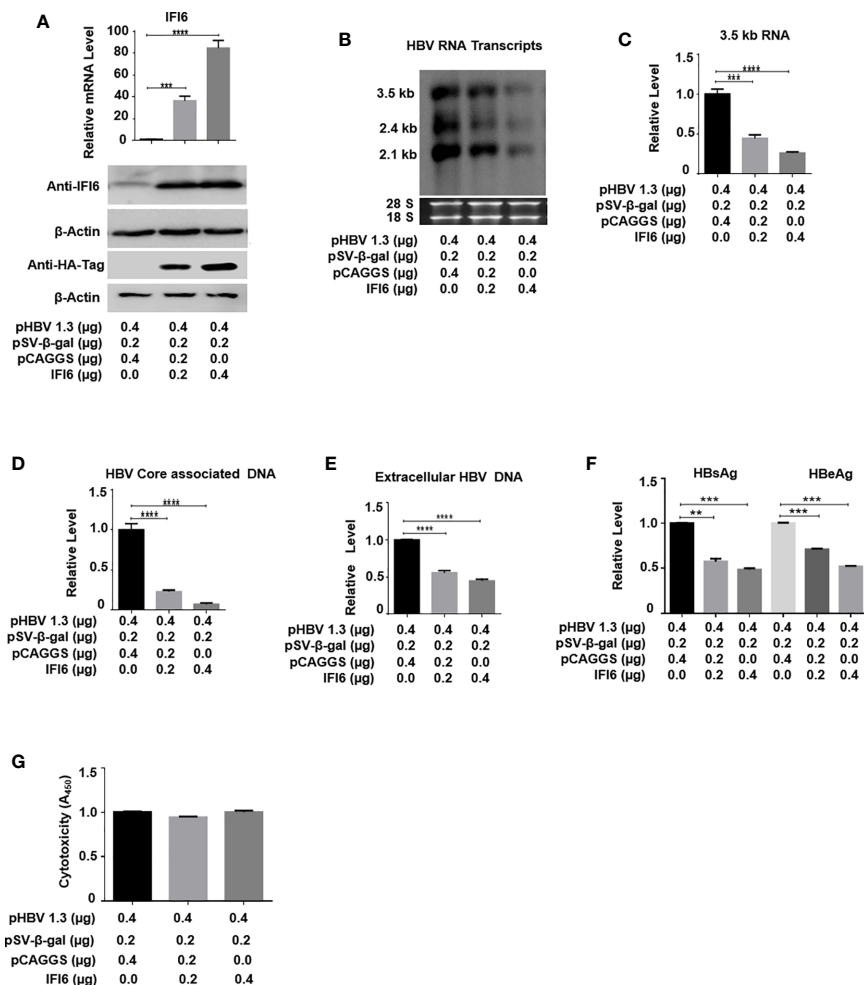 A
IFI6
Relative mRNA Level
100
80
60
40
20
0
***
****
Anti-IFI6
β-Actin
Anti-HA-Tag
β-Actin
pHBV 1.3 (µg) 0.4 0.4 0.4
pSV-β-gal (µg) 0.2 0.2 0.2
pCAGGS (µg) 0.4 0.2 0.0
IFI6 (µg) 0.0 0.2 0.4
B
HBV RNA Transcripts
3.5 kb
2.4 kb
2.1 kb
28 S
18 S
pHBV 1.3 (µg) 0.4 0.4 0.4
pSV-β-gal (µg) 0.2 0.2 0.2
pCAGGS (µg) 0.4 0.2 0.0
IFI6 (µg) 0.0 0.2 0.4
C
3.5 kb RNA
Relative Level
1.5
1.0
0.5
0
****
***
pHBV 1.3 (µg) 0.4 0.4 0.4
pSV-β-gal (µg) 0.2 0.2 0.2
pCAGGS (µg) 0.4 0.2 0.0
IFI6 (µg) 0.0 0.2 0.4
D
HBV Core associated DNA
Relative Level
1.5
1.0
0.5
0
****
****
pHBV 1.3 (µg) 0.4 0.4 0.4
pSV-β-gal (µg) 0.2 0.2 0.2
pCAGGS (µg) 0.4 0.2 0.0
IFI6 (µg) 0.0 0.2 0.4
E
Extracellular HBV DNA
Relative Level
1.5
1.0
0.5
0
****
****
pHBV 1.3 (µg) 0.4 0.4 0.4
pSV-β-gal (µg) 0.2 0.2 0.2
pCAGGS (µg) 0.4 0.2 0.0
IFI6 (µg) 0.0 0.2 0.4
F
HBsAg HBeAg
Relative Level
1.5
1.0
0.5
0
*** ***
** ***
pHBV 1.3 (µg) 0.4 0.4 0.4 0.4 0.4 0.4
pSV-β-gal (µg) 0.2 0.2 0.2 0.2 0.2 0.2
pCAGGS (µg) 0.4 0.2 0.0 0.4 0.2 0.0
IFI6 (µg) 0.0 0.2 0.4 0.0 0.2 0.4
G
Cytotoxicity (A450)
1.5
1.0
0.5
0
pHBV 1.3 (µg) 0.4 0.4 0.4
pSV-β-gal (µg) 0.2 0.2 0.2
pCAGGS (µg) 0.4 0.2 0.0
IFI6 (µg) 0.0 0.2 0.4